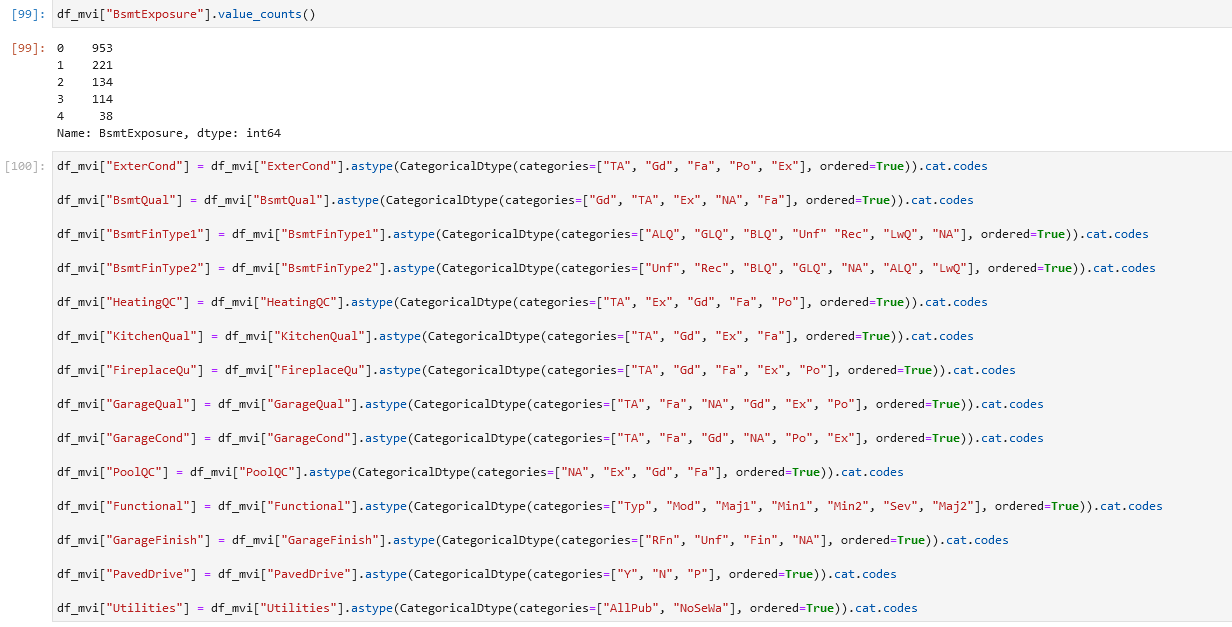 [99]: df_mvi["BsmtExposure"].value_counts()
[99]: 0    953
1    221
2    134
3    114
4     38
Name: BsmtExposure, dtype: int64
[100]: df_mvi["ExterCond"] = df_mvi["ExterCond"].astype(CategoricalDtype(categories=["TA", "Gd", "Fa", "Po", "Ex"], ordered=True)).cat.codes
df_mvi["BsmtQual"] = df_mvi["BsmtQual"].astype(CategoricalDtype(categories=["Gd", "TA", "Ex", "NA", "Fa"], ordered=True)).cat.codes
df_mvi["BsmtFinType1"] = df_mvi["BsmtFinType1"].astype(CategoricalDtype(categories=["ALQ", "GLQ", "BLQ", "Unf" "Rec", "LwQ", "NA"], ordered=True)).cat.codes
df_mvi["BsmtFinType2"] = df_mvi["BsmtFinType2"].astype(CategoricalDtype(categories=["Unf", "Rec", "BLQ", "GLQ", "NA", "ALQ", "LwQ"], ordered=True)).cat.codes
df_mvi["HeatingQC"] = df_mvi["HeatingQC"].astype(CategoricalDtype(categories=["TA", "Ex", "Gd", "Fa", "Po"], ordered=True)).cat.codes
df_mvi["KitchenQual"] = df_mvi["KitchenQual"].astype(CategoricalDtype(categories=["TA", "Gd", "Ex", "Fa"], ordered=True)).cat.codes
df_mvi["FireplaceQu"] = df_mvi["FireplaceQu"].astype(CategoricalDtype(categories=["TA", "Gd", "Fa", "Ex", "Po"], ordered=True)).cat.codes
df_mvi["GarageQual"] = df_mvi["GarageQual"].astype(CategoricalDtype(categories=["TA", "Fa", "NA", "Gd", "Ex", "Po"], ordered=True)).cat.codes
df_mvi["GarageCond"] = df_mvi["GarageCond"].astype(CategoricalDtype(categories=["TA", "Fa", "Gd", "NA", "Po", "Ex"], ordered=True)).cat.codes
df_mvi["PoolQC"] = df_mvi["PoolQC"].astype(CategoricalDtype(categories=["NA", "Ex", "Gd", "Fa"], ordered=True)).cat.codes
df_mvi["Functional"] = df_mvi["Functional"].astype(CategoricalDtype(categories=["Typ", "Mod", "Maj1", "Min1", "Min2", "Sev", "Maj2"], ordered=True)).cat.codes
df_mvi["GarageFinish"] = df_mvi["GarageFinish"].astype(CategoricalDtype(categories=["RFn", "Unf", "Fin", "NA"], ordered=True)).cat.codes
df_mvi["PavedDrive"] = df_mvi["PavedDrive"].astype(CategoricalDtype(categories=["Y", "N", "P"], ordered=True)).cat.codes
df_mvi["Utilities"] = df_mvi["Utilities"].astype(CategoricalDtype(categories=["AllPub", "NoSeWa"], ordered=True)).cat.codes